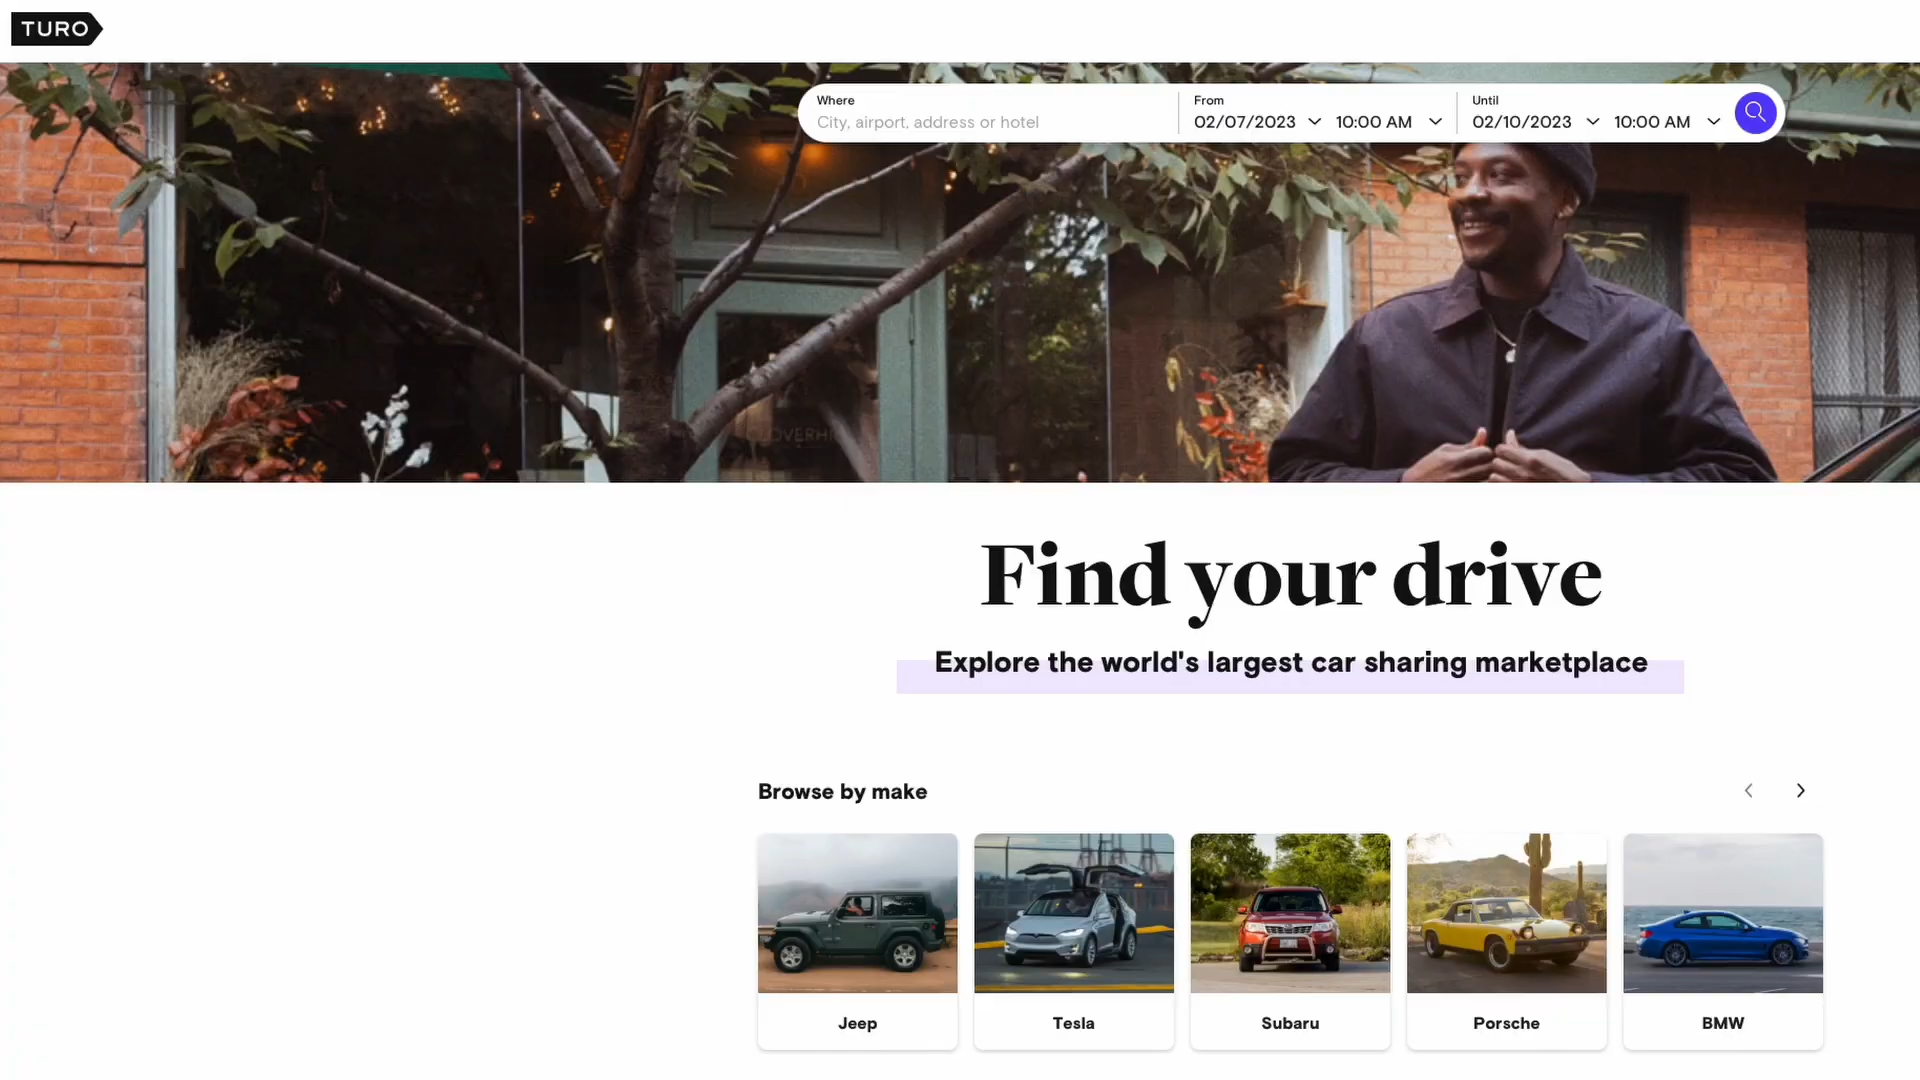 TURO
Where
City, airport, address or hotel
From
02/07/2023 10:00 AM
Until
02/10/2023 10:00 AM
Find your drive
Explore the world's largest car sharing marketplace
Browse by make
Jeep
Tesla
Subaru
Porsche
BMW